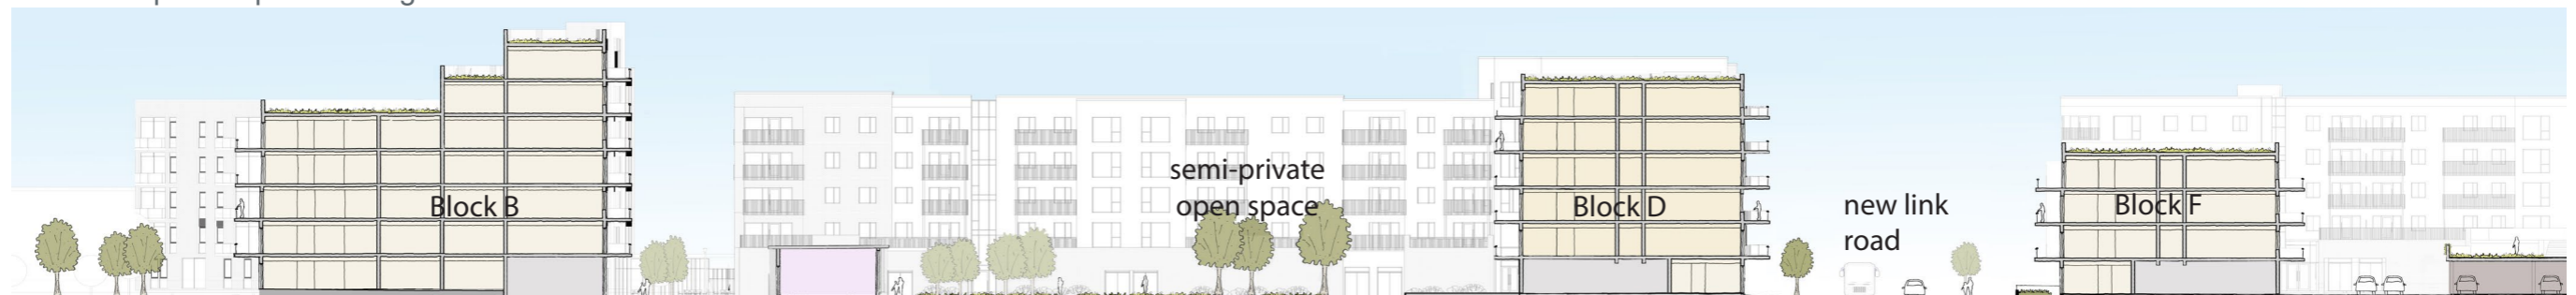 Block B
semi-private
open space
Block D
new link
road
Block F